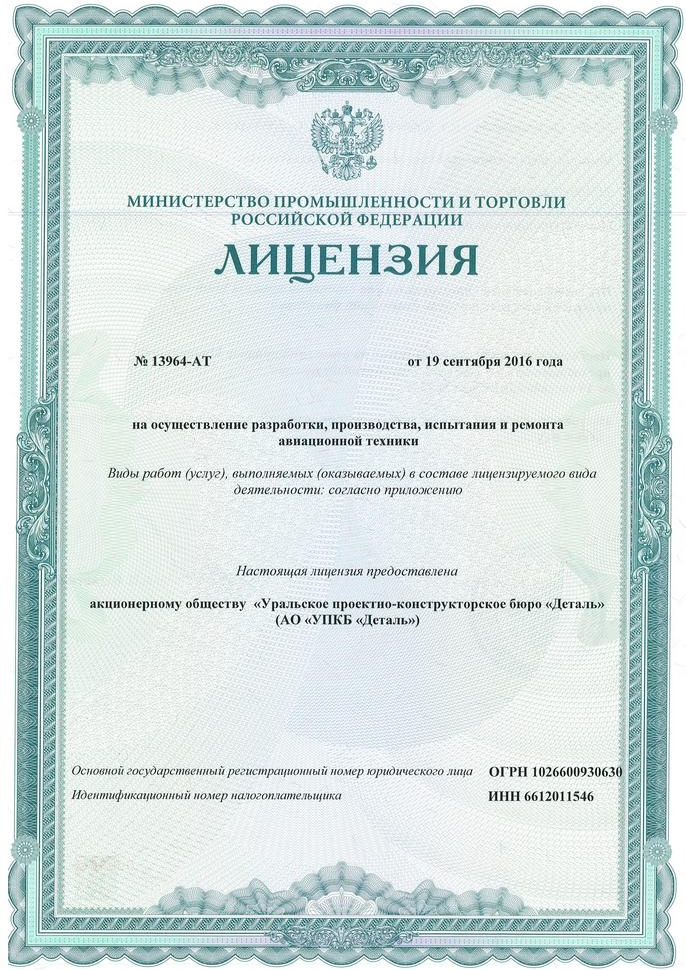 МИНИСТЕРСТВО ПРОМЫШЛЕННОСТИ И ТОРГОВЛИ
РОССИЙСКОЙ ФЕДЕРАЦИИ
ЛИЦЕНЗИЯ
№ 13964-АТ от 19 сентября 2016 года
на осуществление разработки, производства, испытания и ремонта
авиационной техники
Виды работ (услуг), выполняемых (оказываемых) в составе лицензируемого вида
деятельности: согласно приложению
Настоящая лицензия предоставлена
акционерному обществу «Уральское проектно-конструкторское бюро «Деталь»
(АО «УПКБ «Деталь»)
Основной государственный регистрационный номер юридического лица ОГРН 1026600930630
Идентификационный номер налогоплательщика ИНН 6612011546